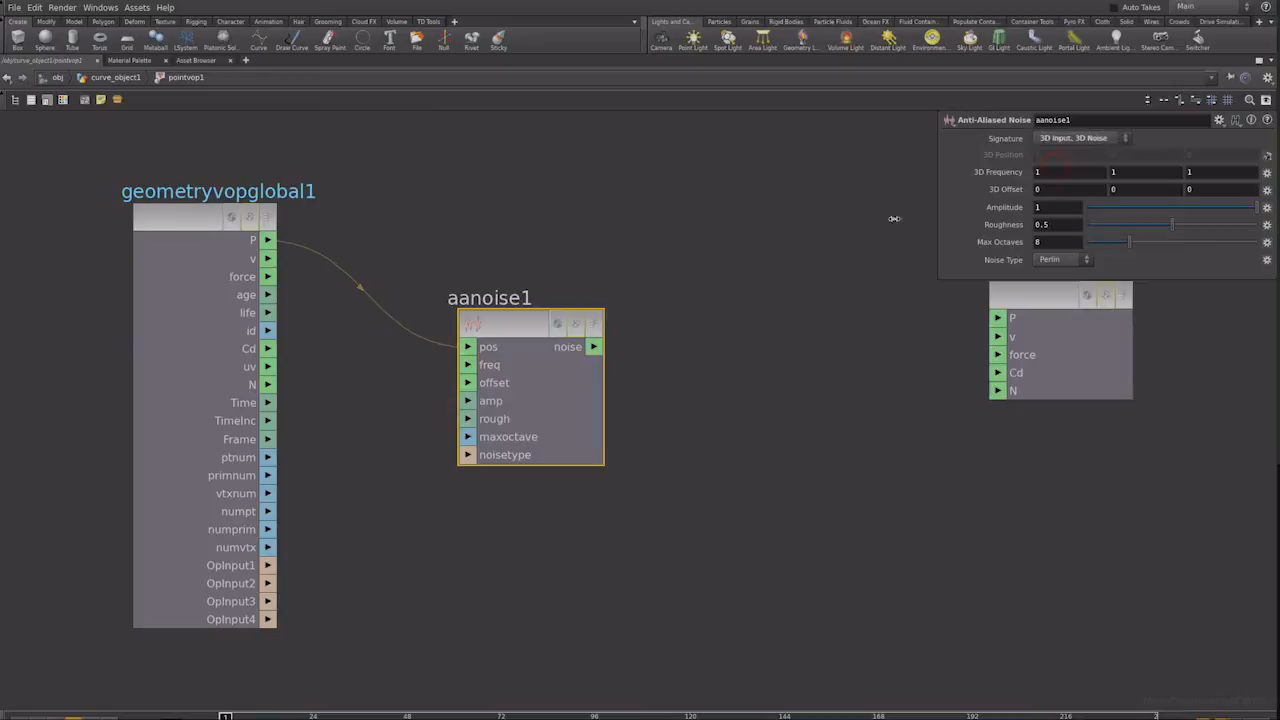 File Edit Render Windows Assets Help
Auto Takes Main
Create Modify Model Polygon Deform Texture Rigging Character Animation Hair Grooming Cloud FX Volume TD Tools
Lights and Ca... Particles Grains Rigid Bodies Particle Fluids Ocean FX Fluid Contain... Populate Conta... Container Tools Pyro FX Cloth Solid Wires Crowds Drive Simulati...
Box Sphere Tube Torus Grid Metaball LSystem Platonic Sol... Curve Draw Curve Spray Paint Circle Font File Null Rivet Sticky
Camera Point Light Spot Light Area Light Geometry L... Volume Light Distant Light Environmen... Sky Light GI Light Caustic Light Portal Light Ambient Lig... Stereo Cam... Switcher
/obj/curve_object1/pointvop1 Material Palette Asset Browser
obj curve_object1 pointvop1
Anti-Aliased Noise aanoise1
Signature 3D Input, 3D Noise
3D Position
3D Frequency 1 1 1
3D Offset 0 0 0
Amplitude 1
Roughness 0.5
Max Octaves 8
Noise Type Perlin
geometryvopglobal1
P
v
force
age
life
id
Cd
uv
N
Time
TimeInc
Frame
ptnum
primnum
vtxnum
numpt
numprim
numvtx
OpInput1
OpInput2
OpInput3
OpInput4
aanoise1
pos noise
freq
offset
amp
rough
maxoctave
noisetype
P
v
force
Cd
N
1 24 48 72 96 120 144 168 192 216 2